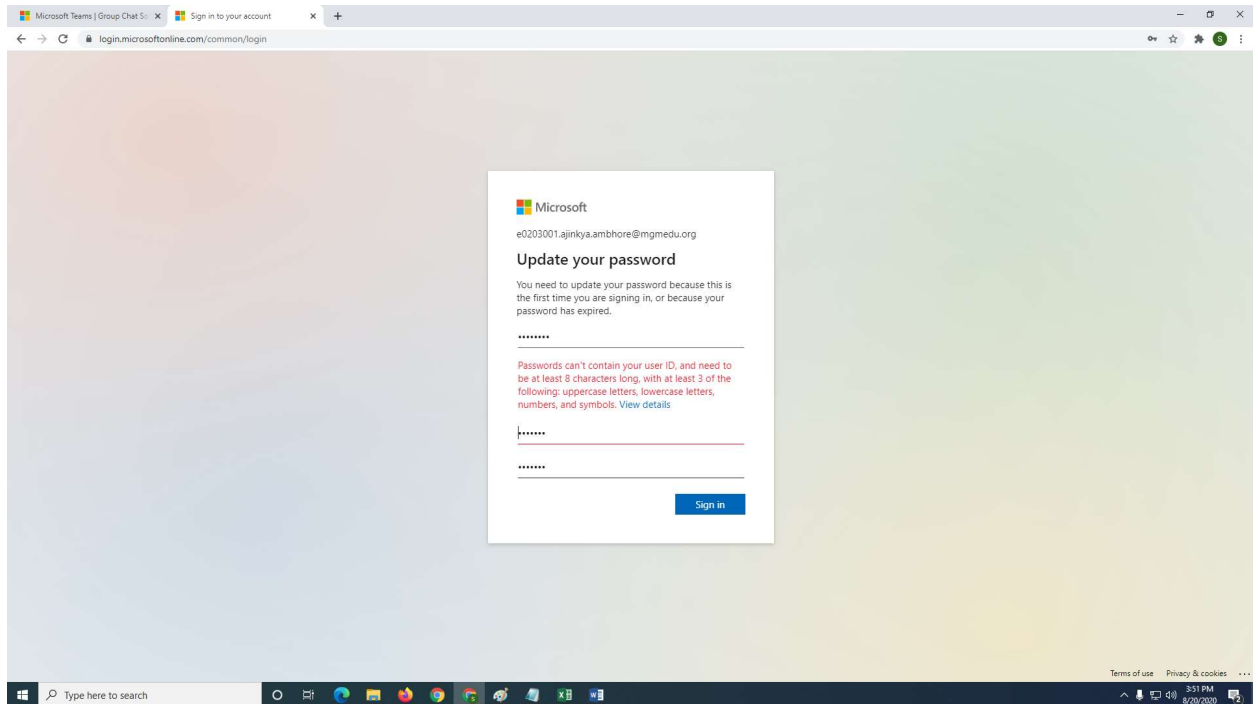 Microsoft Teams | Group Chat So
Sign in to your account
login.microsoftonline.com/common/login
S
Microsoft
e0203001.ajinkya.ambhore@mgmedu.org
Update your password
You need to update your password because this is
the first time you are signing in, or because your
password has expired.
••••••••
Passwords can't contain your user ID, and need to
be at least 8 characters long, with at least 3 of the
following: uppercase letters, lowercase letters,
numbers, and symbols. View details
•••••••
•••••••
Sign in
Terms of use Privacy & cookies ...
Type here to search
3:51 PM
8/20/2020
2